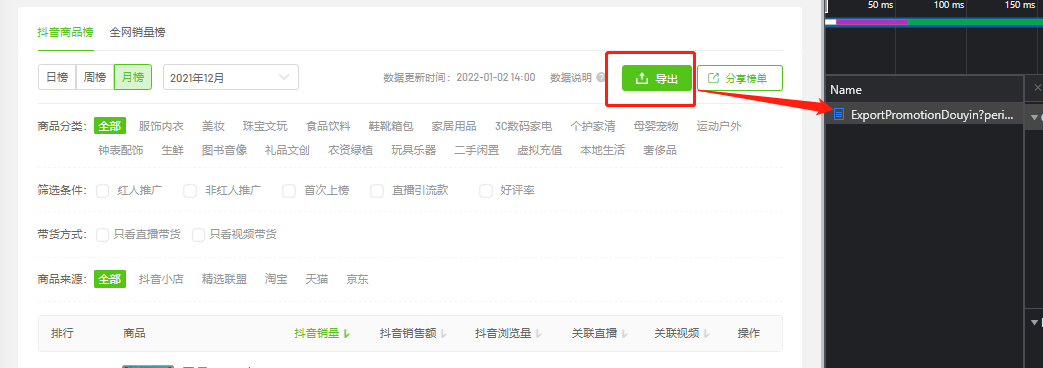 抖音商品榜 全网销量榜
日榜 周榜 月榜 2021年12月 数据更新时间：2022-01-02 14:00 数据说明 ? 导出 分享榜单
商品分类： 全部 服饰内衣 美妆 珠宝文玩 食品饮料 鞋靴箱包 家居用品 3C数码家电 个护家清 母婴宠物 运动户外
钟表配饰 生鲜 图书音像 礼品文创 农资绿植 玩具乐器 二手闲置 虚拟充值 本地生活 奢侈品
筛选条件： 红人推广 非红人推广 首次上榜 直播引流款 好评率
带货方式： 只看直播带货 只看视频带货
商品来源： 全部 抖音小店 精选联盟 淘宝 天猫 京东
排行 商品 抖音销量 抖音销售额 抖音浏览量 关联直播 关联视频 操作
50 ms 100 ms 150 ms
Name
ExportPromotionDouyin?peri...